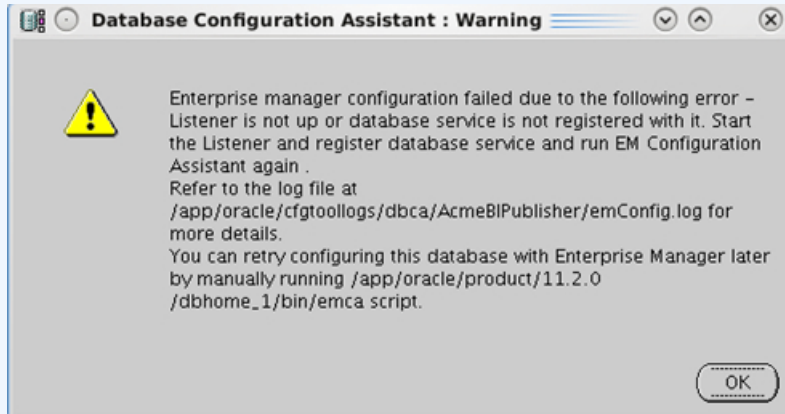 Database Configuration Assistant : Warning
Enterprise manager configuration failed due to the following error –
Listener is not up or database service is not registered with it. Start
the Listener and register database service and run EM Configuration
Assistant again .
Refer to the log file at
/app/oracle/cfgtoollogs/dbca/AcmeBIPublisher/emConfig.log for
more details.
You can retry configuring this database with Enterprise Manager later
by manually running /app/oracle/product/11.2.0
/dbhome_1/bin/emca script.
OK